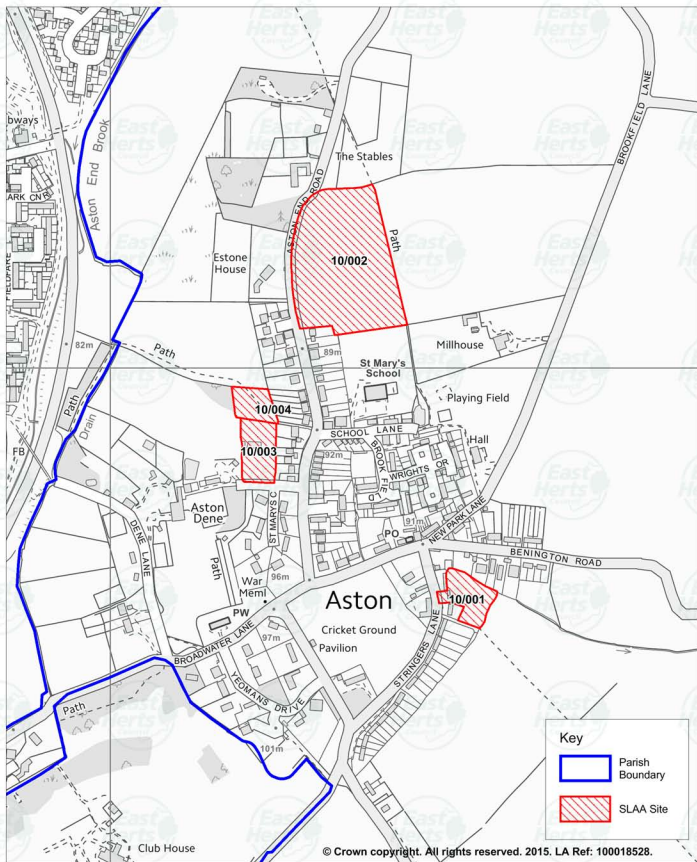 East Herts
The Stables
BROOKFIELD LANE
Aston End Brook
ARK CNR
FIELDFARE
ASTON END ROAD
Path
10/002
Estone
House
82m
89m
Millhouse
Path
St Mary's
School
Path
Drain
10/004
Playing Field
FB
10/003
SCHOOL LANE
Hall
92m
BROOK FIE
D
WRIGHTS OR
Aston
Dene
ST MARYS C
DENE LANE
91m
PO
NEW PARK LANE
BENINGTON ROAD
Path
96m
War
Meml
10/001
Aston
PW
Cricket Ground
Pavilion
97m
BROADWATER LANE
STRINGERS LANE
YEOMANS DRIVE
Path
101m
Key
Parish
Boundary
SLAA Site
Club House
© Crown copyright. All rights reserved. 2015. LA Ref: 100018528.